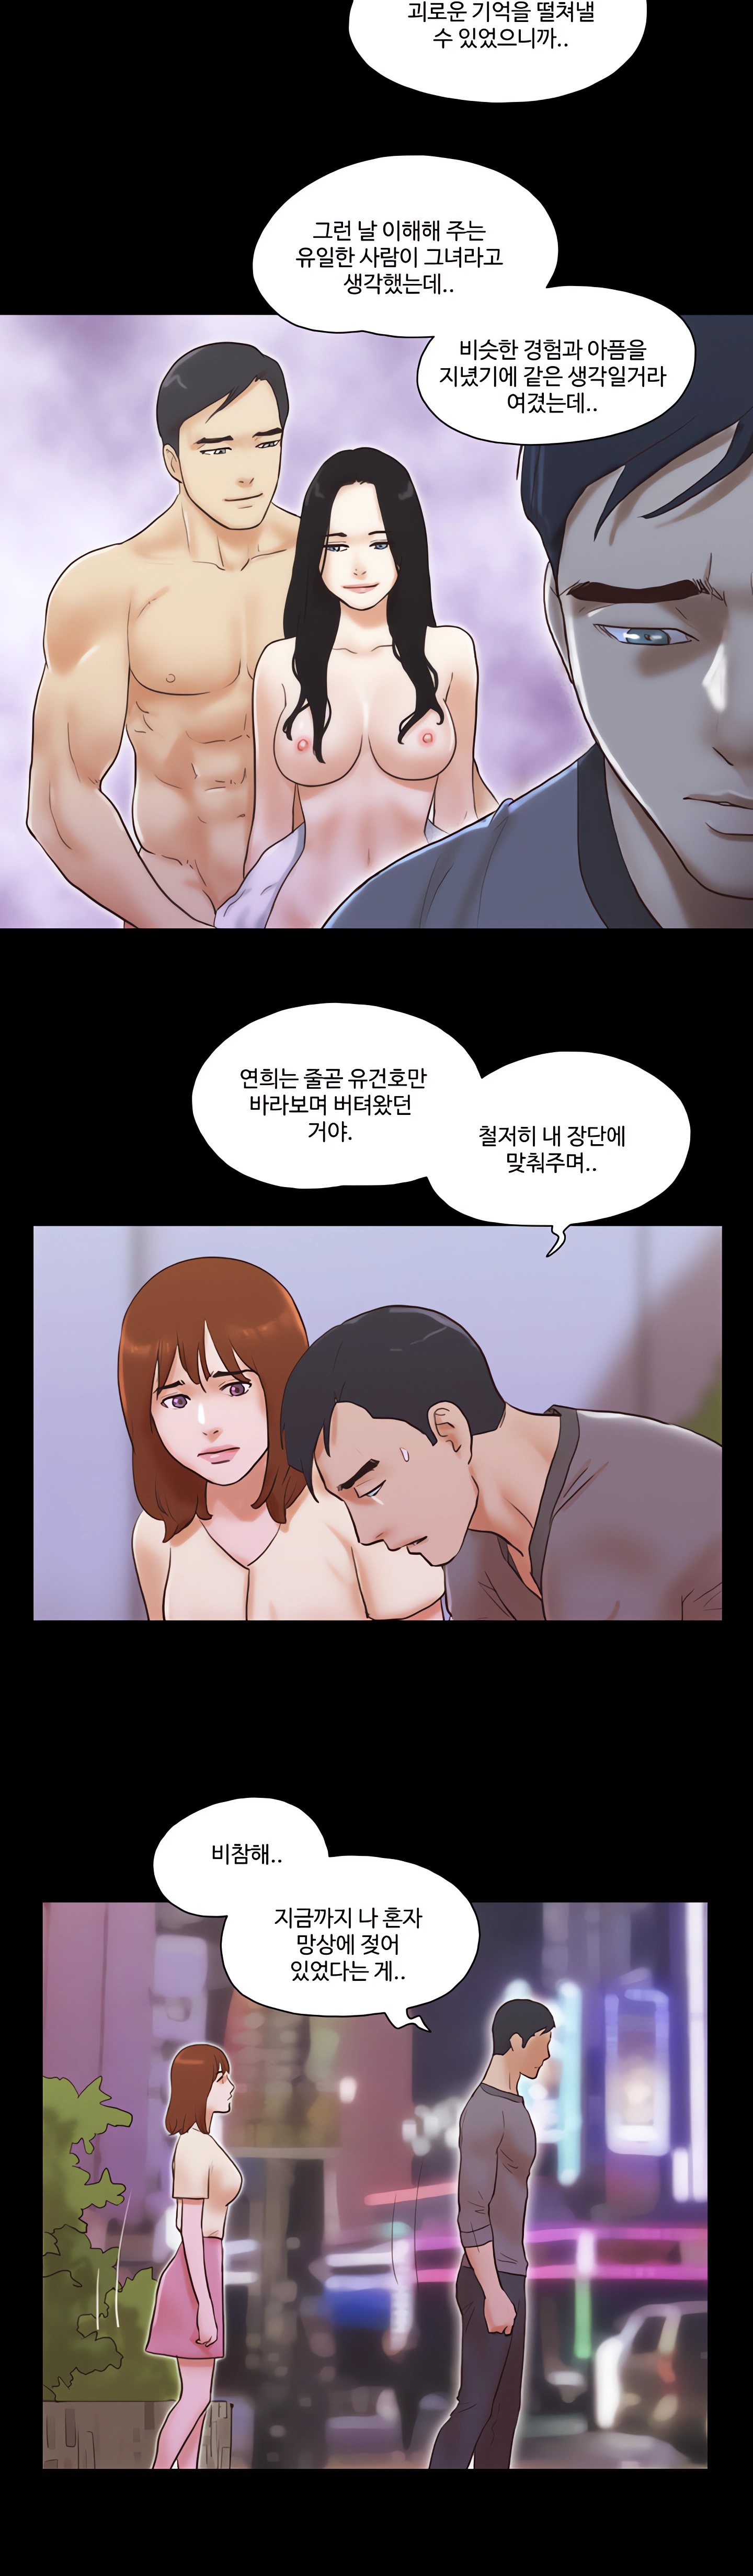 괴로운 기억을 떨쳐낼
수 있었으니까..
그런 날 이해해 주는
유일한 사람이 그녀라고
생각했는데..
비슷한 경험과 아픔을
지녔기에 같은 생각일거라
여겼는데..
연희는 줄곧 유건호만
바라보며 버텨왔던
거야.
철저히 내 장단에
맞춰주며..
비참해..
지금까지 나 혼자
망상에 젖어
있었다는 게..